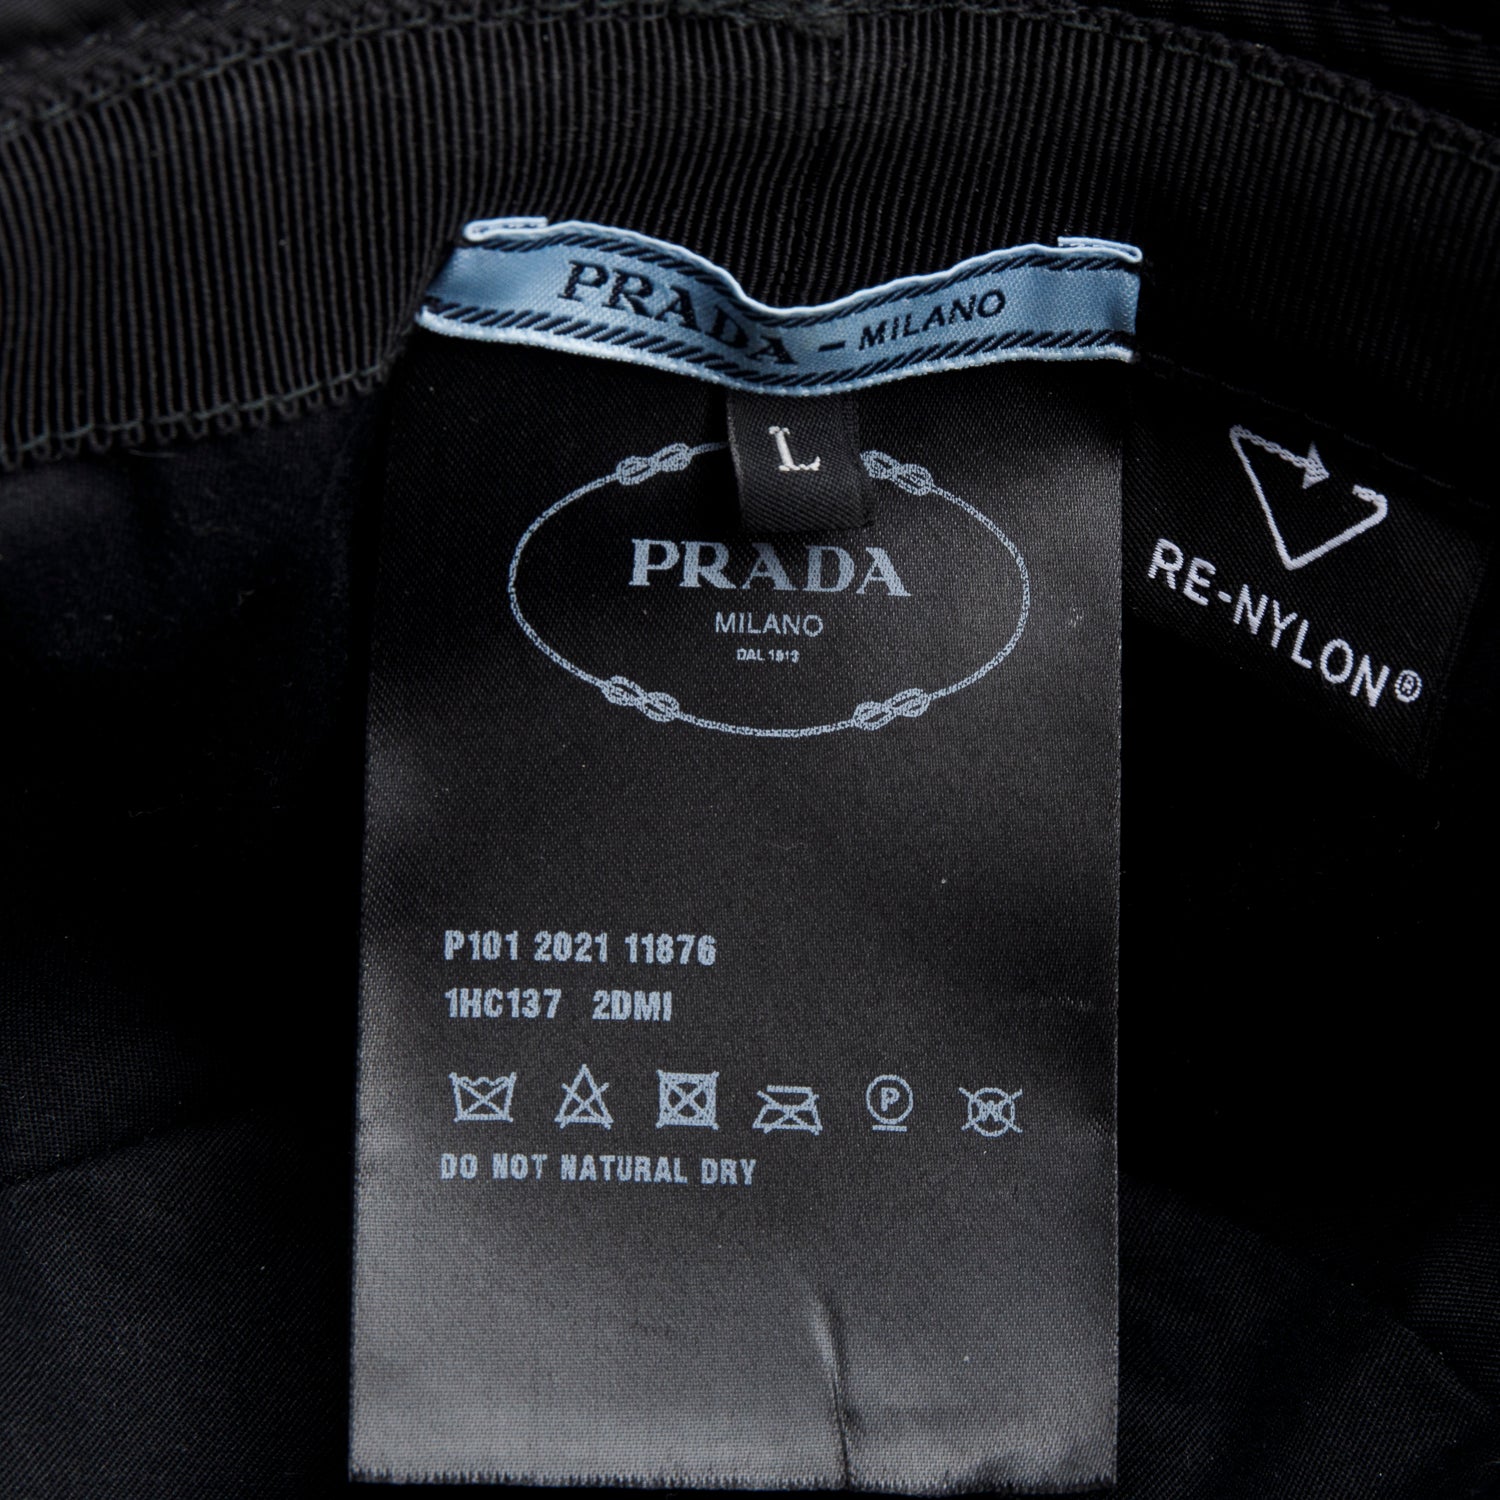 PRADA - MILANO
L
PRADA
MILANO
DAL 1913
RE-NYLON®
P101 2021 11876
1HC137 2DMI
P
W
DO NOT NATURAL DRY